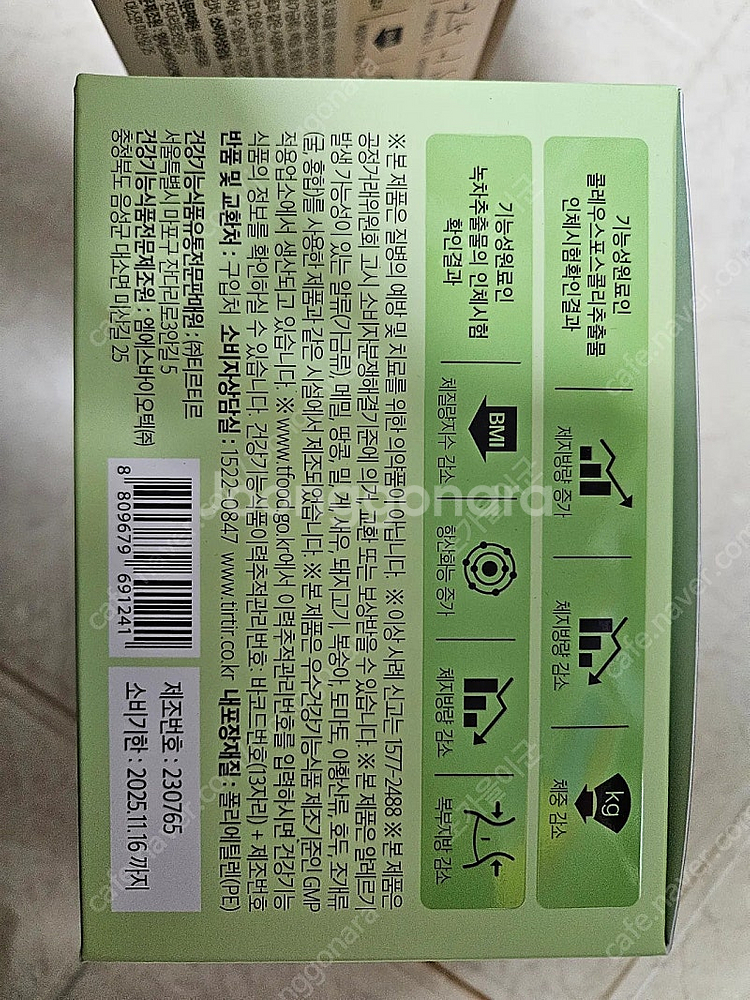 기능성원료인
콜레우스포스콜리추출물
인체시험확인결과
제지방량 증가
체지방량 감소
kg
체중 감소
기능성원료인
녹차추출물의 인체시험
확인결과
BMI
체질량지수 감소
항산화능 증가
체지방량 감소
복부지방 감소
※ 본 제품은 질병의 예방 및 치료를 위한 의약품이 아닙니다. ※ 이상 사례 신고는 1577-2488 ※ 본 제품은
공정거래위원회 고시 소비자분쟁해결기준에 의거 교환 또는 보상받을 수 있습니다. ※ 본 제품은 알레르기
발생 가능성이 있는 알류(가금류), 메밀, 땅콩, 밀, 게, 새우, 돼지고기, 복숭아, 토마토, 아황산류, 호두, 조개류
(굴, 홍합)를 사용한 제품과 같은 시설에서 제조되었습니다. ※ 본 제품은 우수건강기능식품 제조기준인 GMP
적용업소에서 생산되고 있습니다. ※ www.tfood.go.kr에서 이력추적관리번호를 입력하시면 건강기능
식품의 정보를 확인하실 수 있습니다. 건강기능식품이력추적관리번호: 바코드번호(13자리) + 제조번호
반품 및 교환처 : 구입처 소비자상담실 : 1522-0847 www.tirtir.co.kr 내포장재질 : 폴리에틸렌(PE)
건강기능식품유통전문판매원 : ㈜티르티르
서울특별시 마포구 잔다리로3안길 5
건강기능식품전문제조원 : 엠에스바이오텍㈜
충청북도 음성군 대소면 미산길 25
8 809679 691241
제조번호 : 230765
소비기한 : 2025.11.16 까지
joonggonara
cafe.naver.com